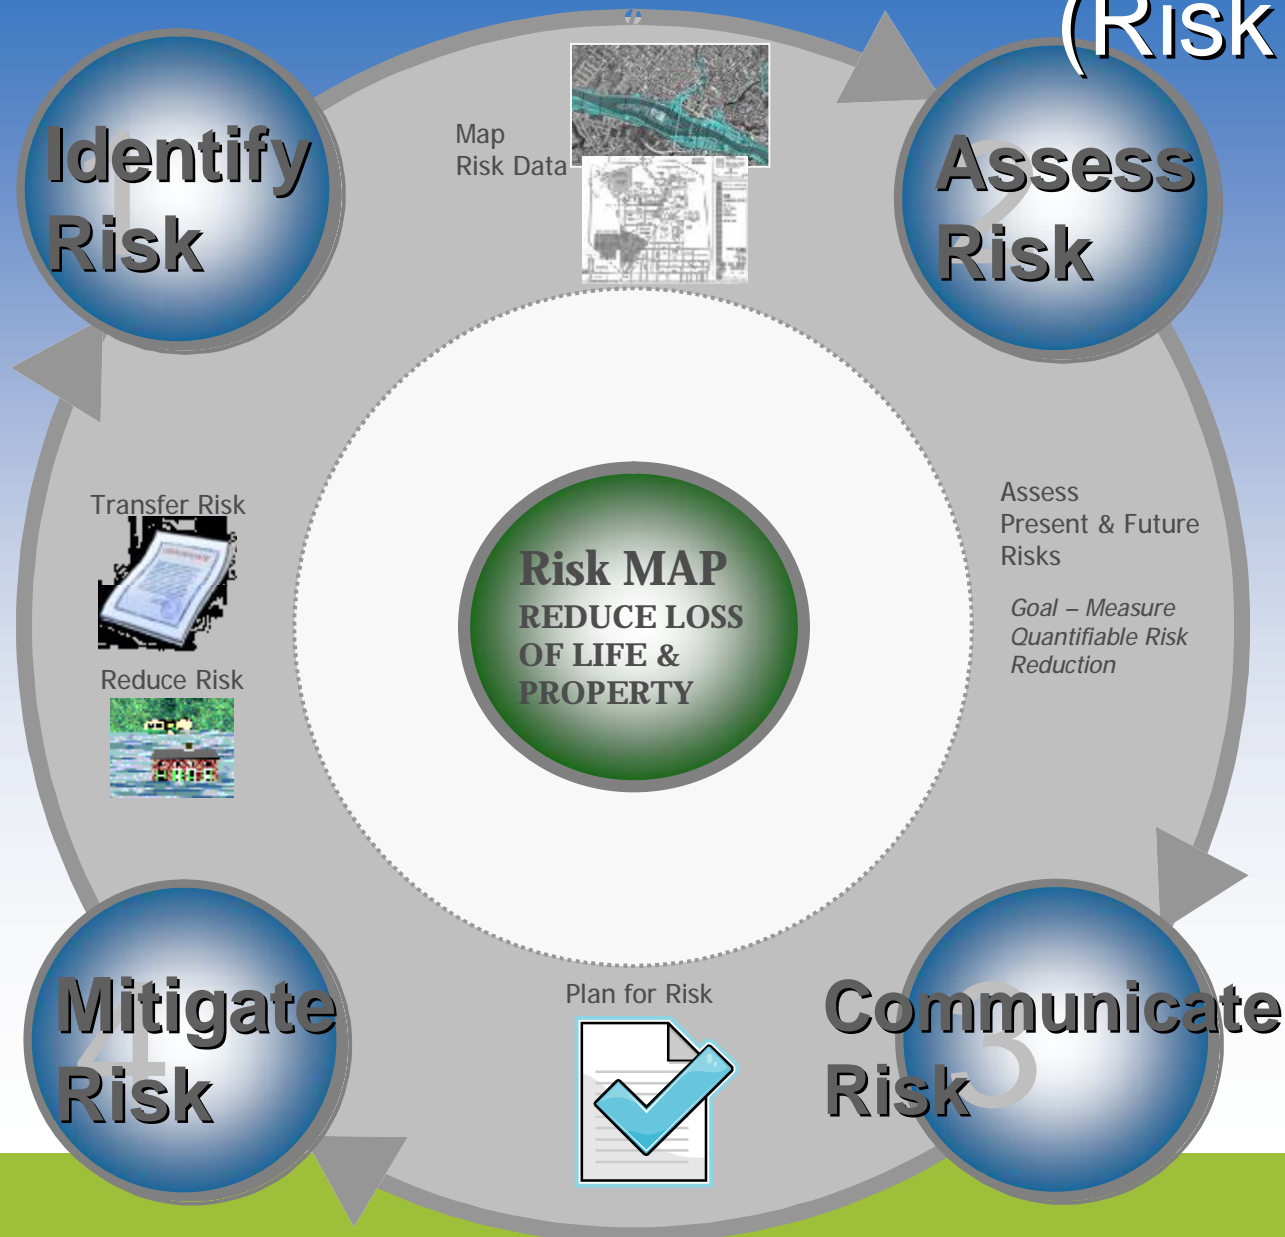 (Risk
1
Identify
Risk
Map
Risk Data
2
Assess
Risk
Transfer Risk
Reduce Risk
Risk MAP
REDUCE LOSS
OF LIFE &
PROPERTY
Assess
Present & Future
Risks
Goal – Measure
Quantifiable Risk
Reduction
4
Mitigate
Risk
Plan for Risk
3
Communicate
Risk